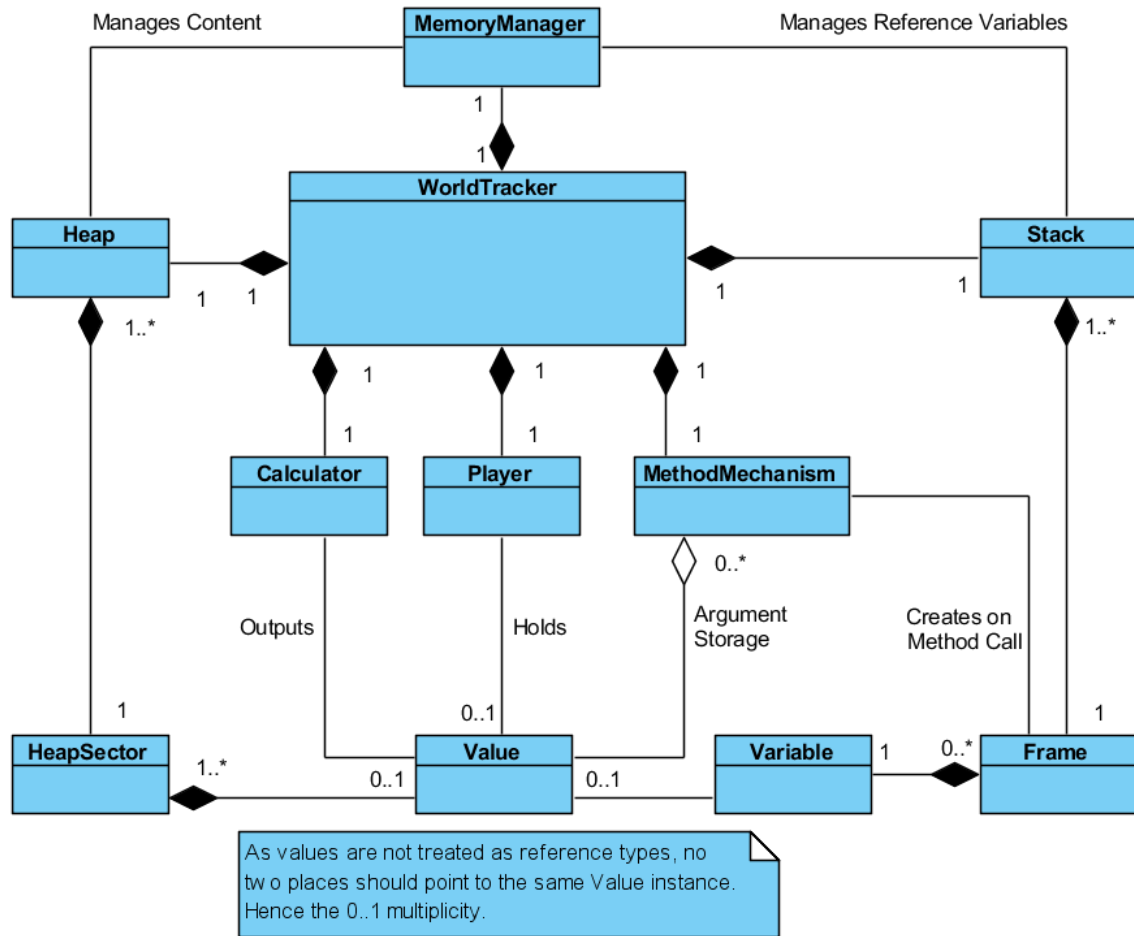 Manages Content
MemoryManager
Manages Reference Variables
1
1
WorldTracker
Heap
Stack
1
1
1
1
1..*
1..*
1
1
1
1
1
1
Calculator
Player
MethodMechanism
0..*
Outputs
Holds
Argument
Storage
Creates on
Method Call
1
0..1
1
HeapSector
Value
Variable
Frame
1..*
0..1
0..1
1
0..*
As values are not treated as reference types, no
two places should point to the same Value instance.
Hence the 0..1 multiplicity.